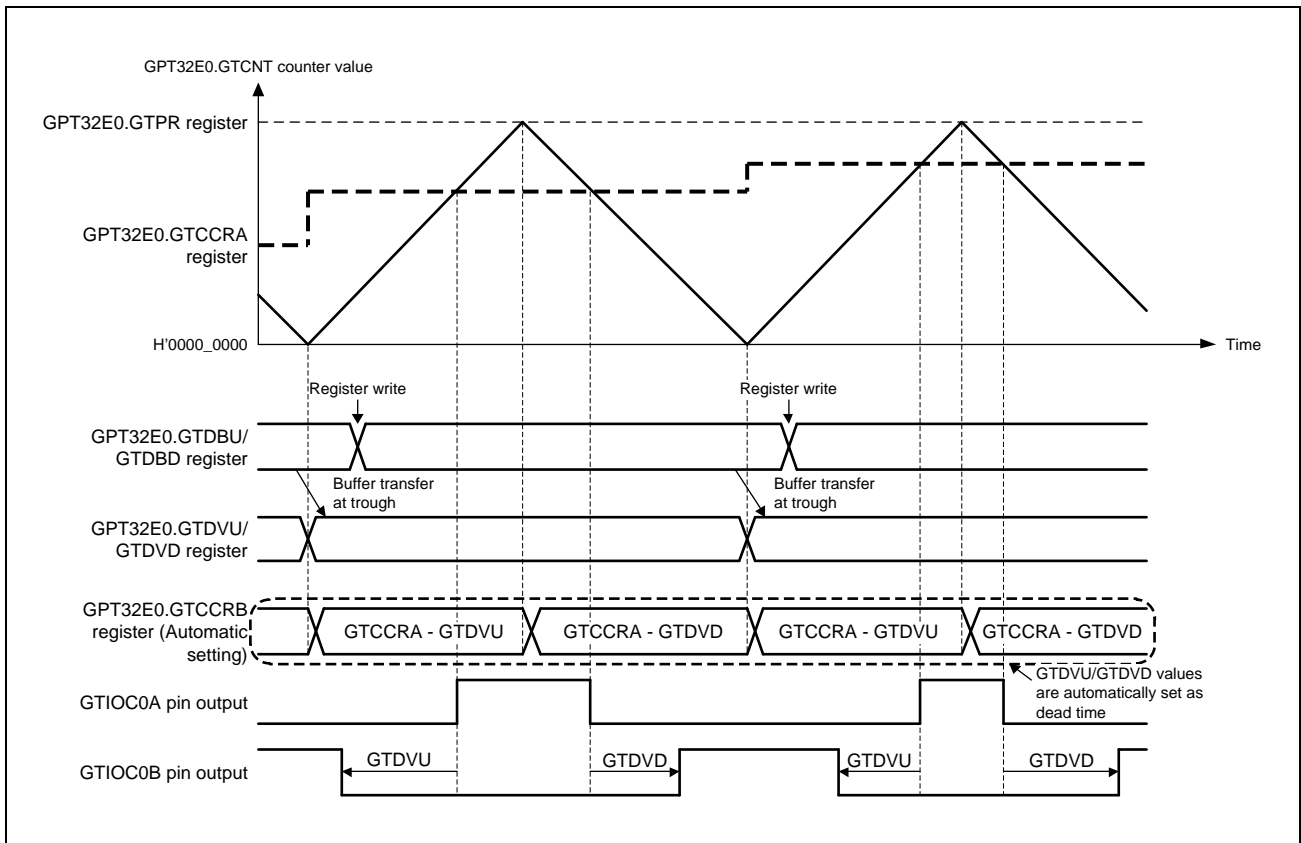 GPT32E0.GTCNT counter value
GPT32E0.GTPR register
GPT32E0.GTCCRA
register
H'0000_0000
Time
Register write
Register write
GPT32E0.GTDBU/
GTDBD register
Buffer transfer
at trough
Buffer transfer
at trough
GPT32E0.GTDVU/
GTDVD register
GPT32E0.GTCCRB
register (Automatic
setting)
GTCCRA - GTDVU
GTCCRA - GTDVD
GTCCRA - GTDVU
GTCCRA - GTDVD
GTDVU/GTDVD values
are automatically set as
dead time
GTIOC0A pin output
GTIOC0B pin output
GTDVU
GTDVD
GTDVU
GTDVD